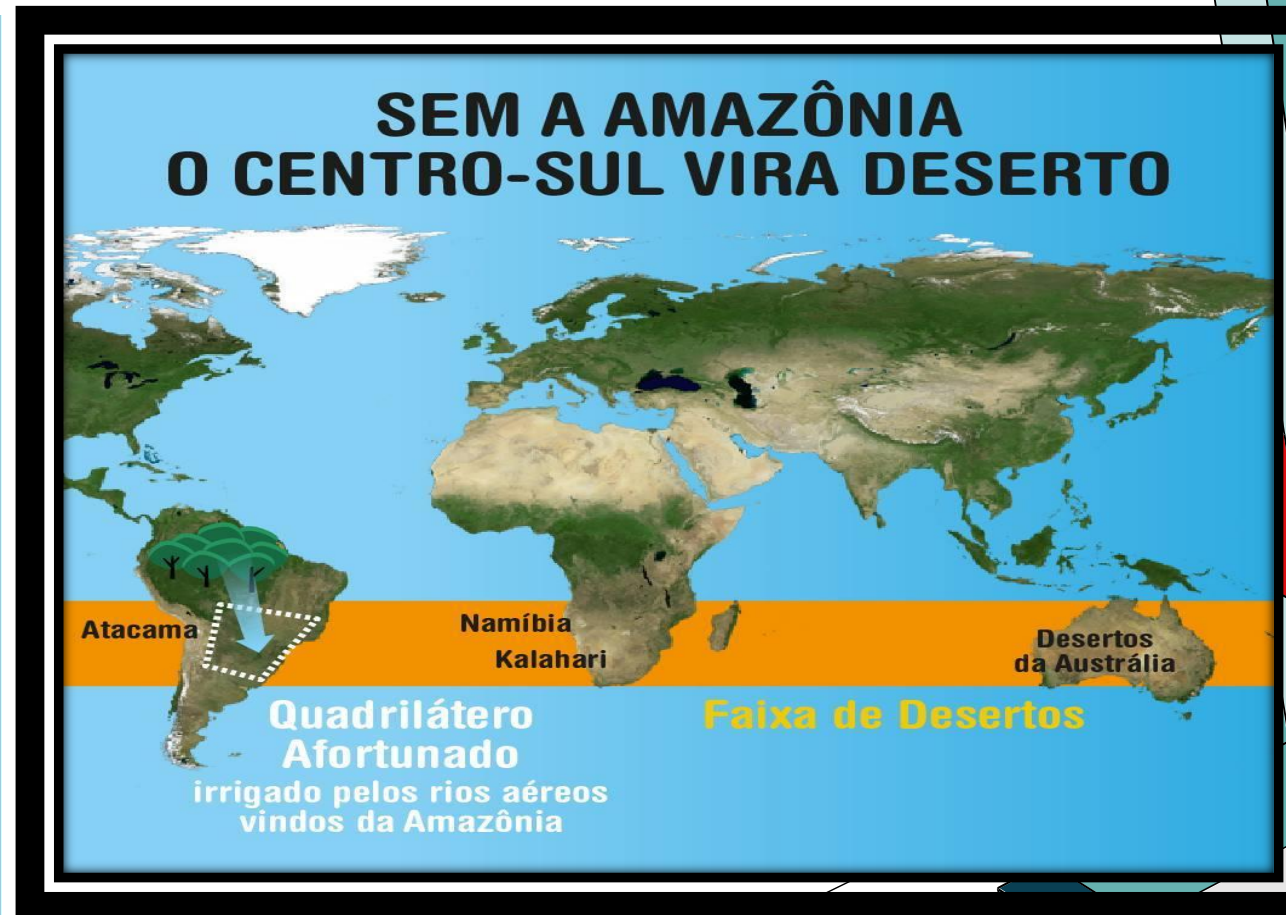 SEM A AMAZÔNIA
O CENTRO-SUL VIRA DESERTO
Atacama
Namíbia
Kalahari
Desertos
da Austrália
Quadrilátero
Afortunado
irrigado pelos rios aéreos
vindos da Amazônia
Faixa de Desertos